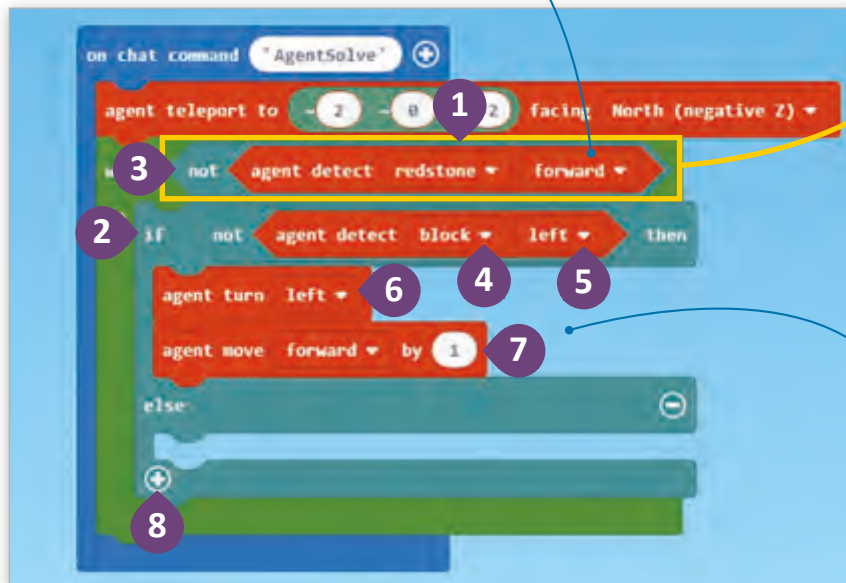 on chat command "AgentSolve"
agent teleport to ~ 2 ~ 0 2 facing North (negative Z)
1
3 not agent detect redstone forward
2 if not agent detect block left then
4 5
agent turn left 6
agent move forward by 1 7
else
8